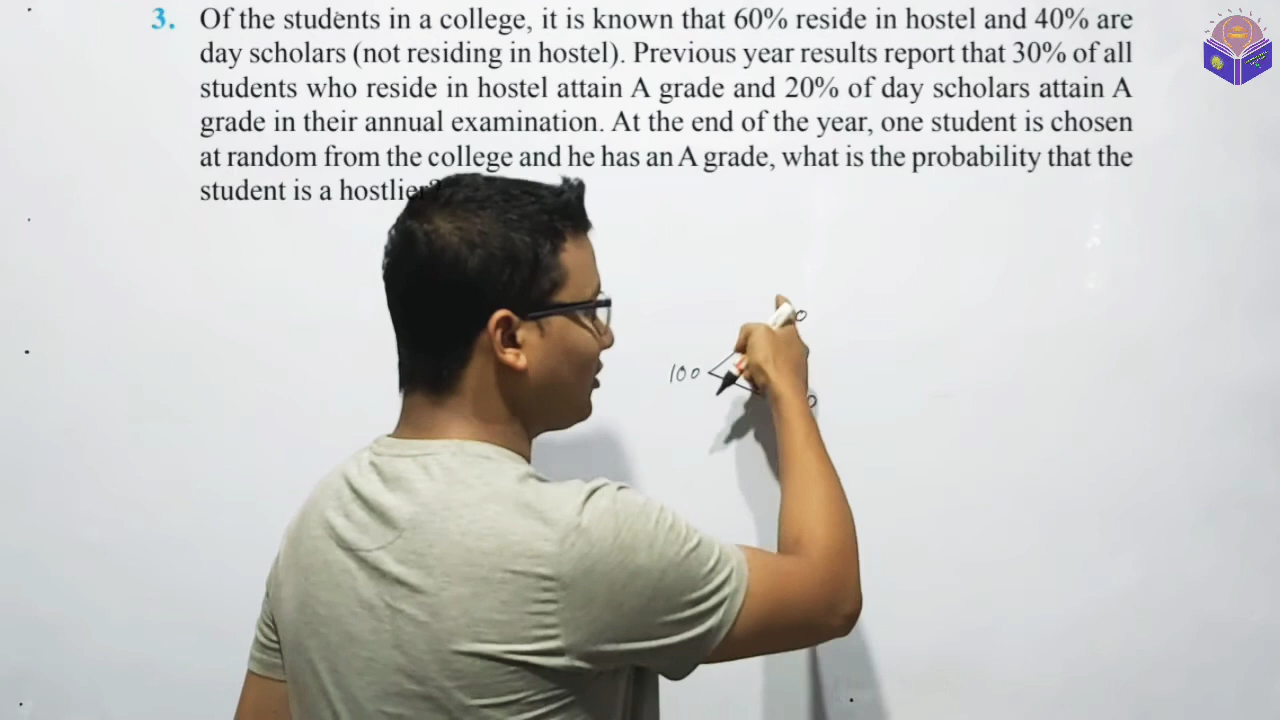 3. Of the students in a college, it is known that 60% reside in hostel and 40% are
day scholars (not residing in hostel). Previous year results report that 30% of all
students who reside in hostel attain A grade and 20% of day scholars attain A
grade in their annual examination. At the end of the year, one student is chosen
at random from the college and he has an A grade, what is the probability that the
student is a hostlier?
100
0
0